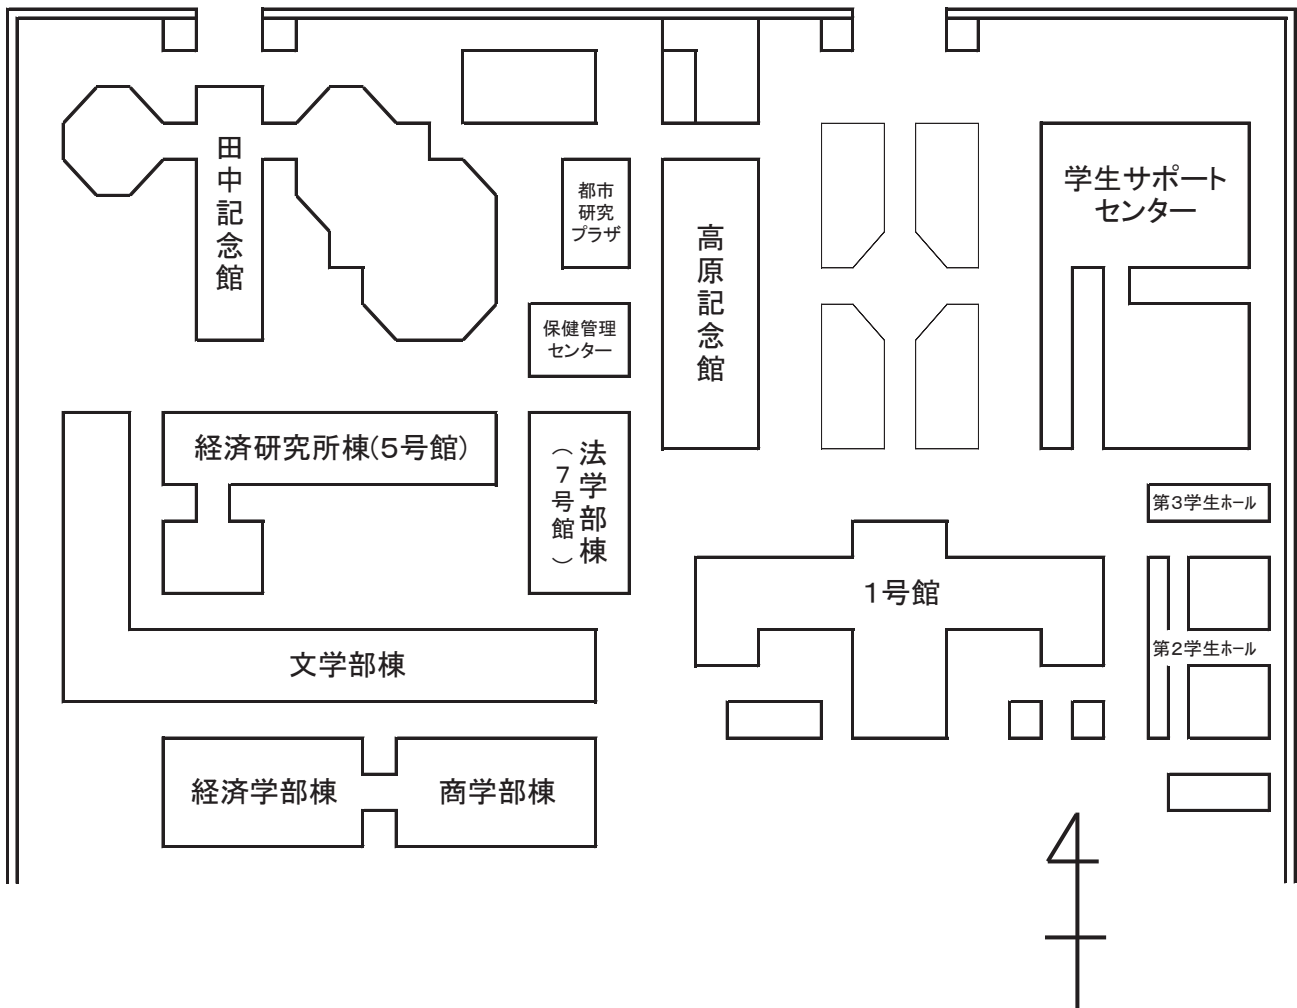 田中記念館
都市
研究
プラザ
高原記念館
学生サポート
センター
保健管理
センター
経済研究所棟(5号館)
法学部棟
(7号館)
第3学生ホール
1号館
第2学生ホール
文学部棟
経済学部棟
商学部棟